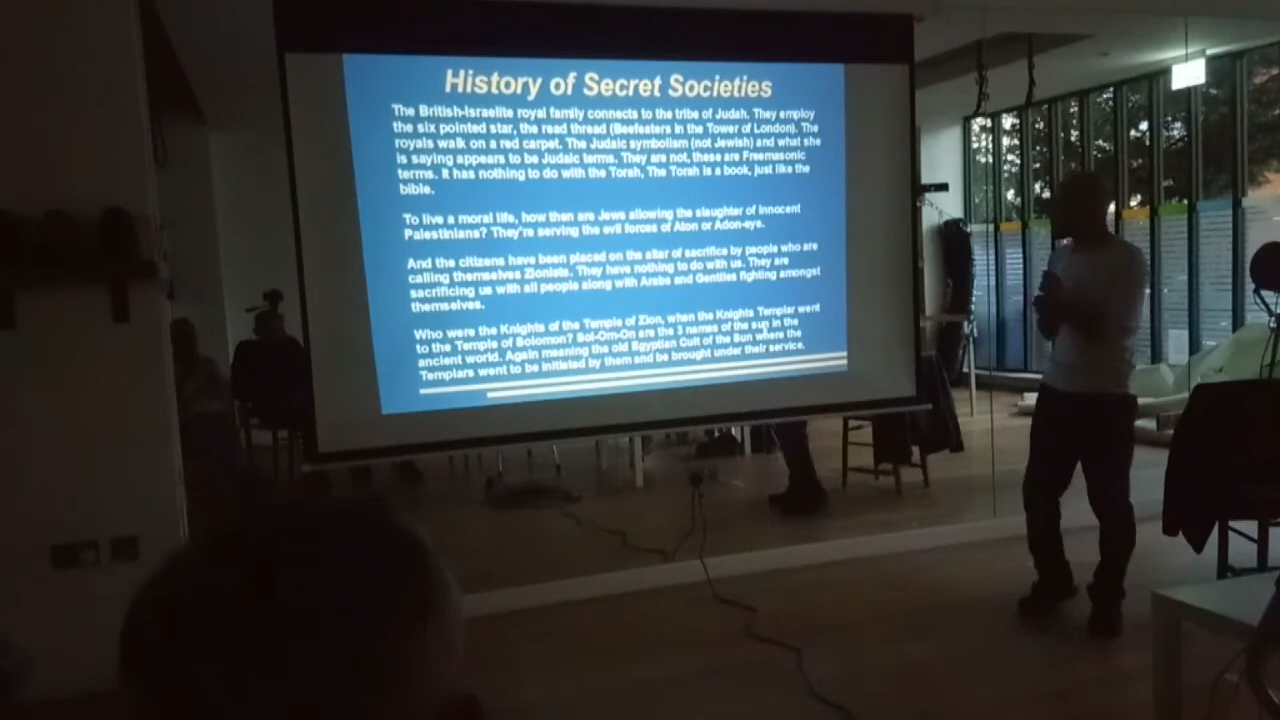 History of Secret Societies
The British-Israelite royal family connects to the tribe of Judah. They employ
the six pointed star, the read thread (Beefeaters in the Tower of London). The
royals walk on a red carpet. The Judaic symbolism (not Jewish) and what she
is saying appears to be Judaic terms. They are not, these are Freemasonic
terms. It has nothing to do with the Torah, The Torah is a book, just like the
bible.
To live a moral life, how then are Jews allowing the slaughter of innocent
Palestinians? They're serving the evil forces of Aton or Adon-eye.
And the citizens have been placed on the altar of sacrifice by people who are
calling themselves Zionists. They have nothing to do with us. They are
sacrificing us with all people along with Arabs and Gentiles fighting amongst
themselves.
Who were the Knights of the Temple of Zion, when the Knights Templar went
to the Temple of Solomon? Sol-Om-On are the 3 names of the sun in the
ancient world. Again meaning the old Egyptian Cult of the Sun where the
Templars went to be initiated by them and be brought under their service.